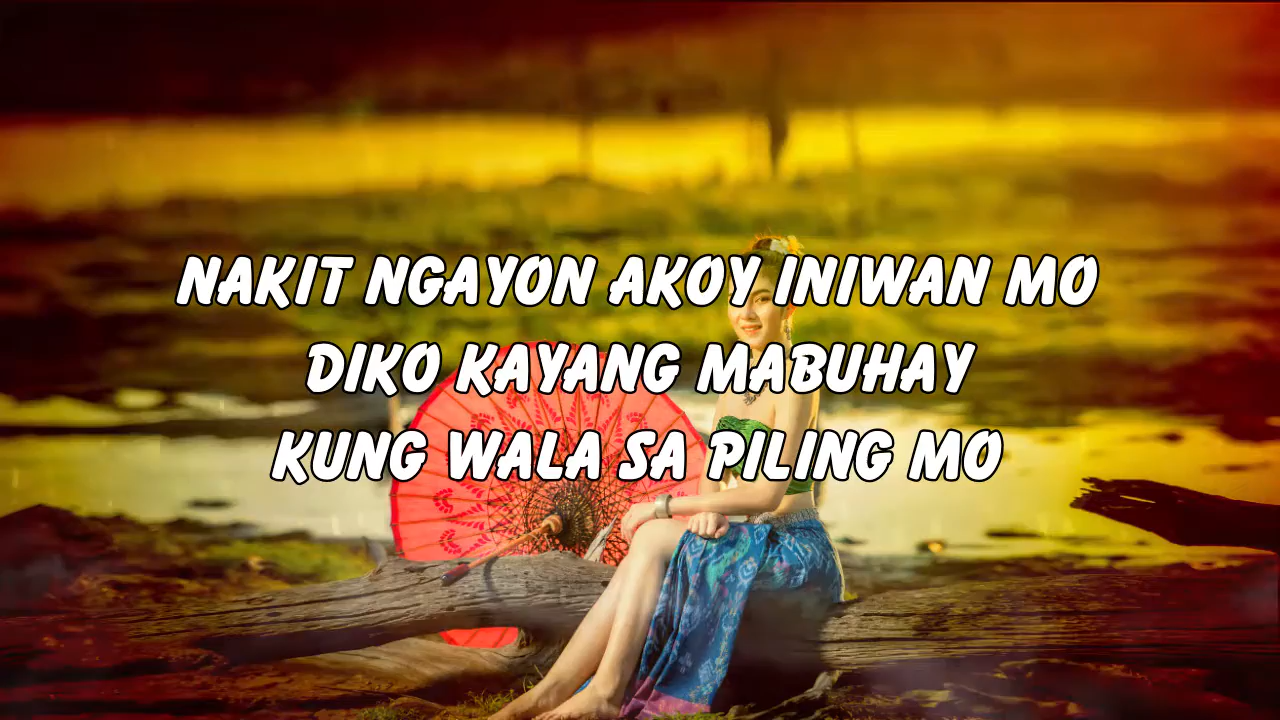 NAKIT NGAYON AKOY INIWAN MO
DIKO KAYANG MABUHAY
KUNG WALA SA PILING MO